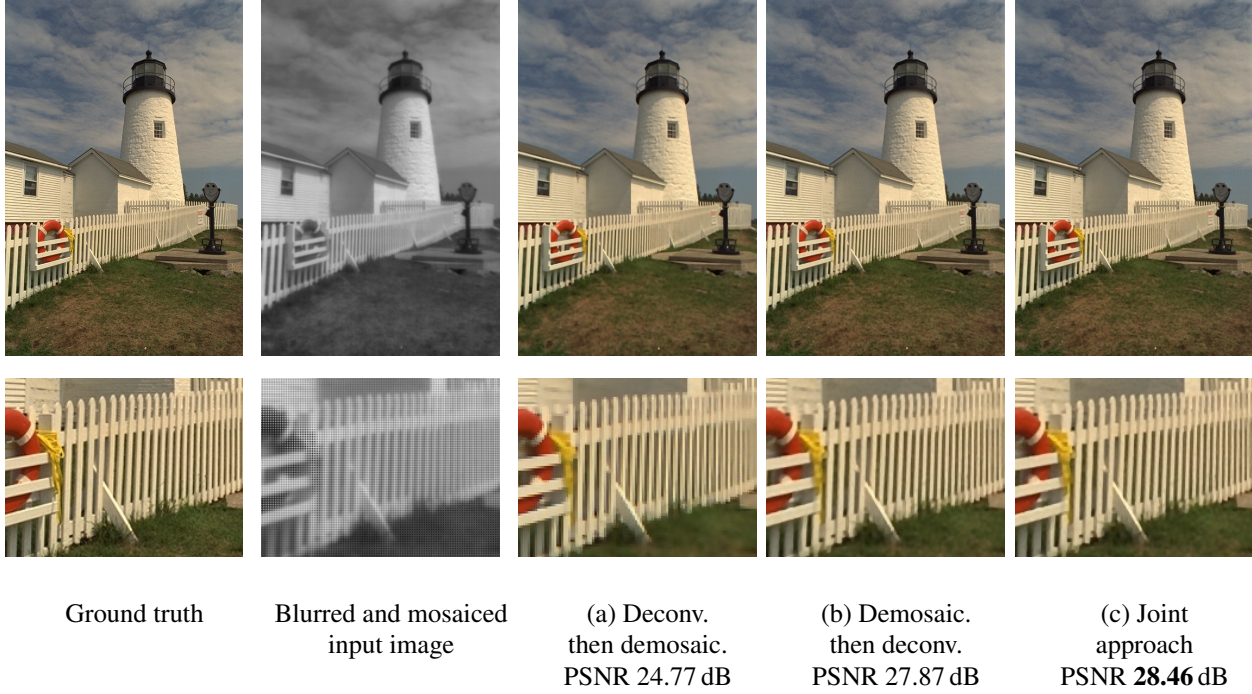 Ground truth
Blurred and mosaiced
input image
(a) Deconv.
then demosaic.
PSNR 24.77 dB
(b) Demosaic.
then deconv.
PSNR 27.87 dB
(c) Joint
approach
PSNR 28.46 dB